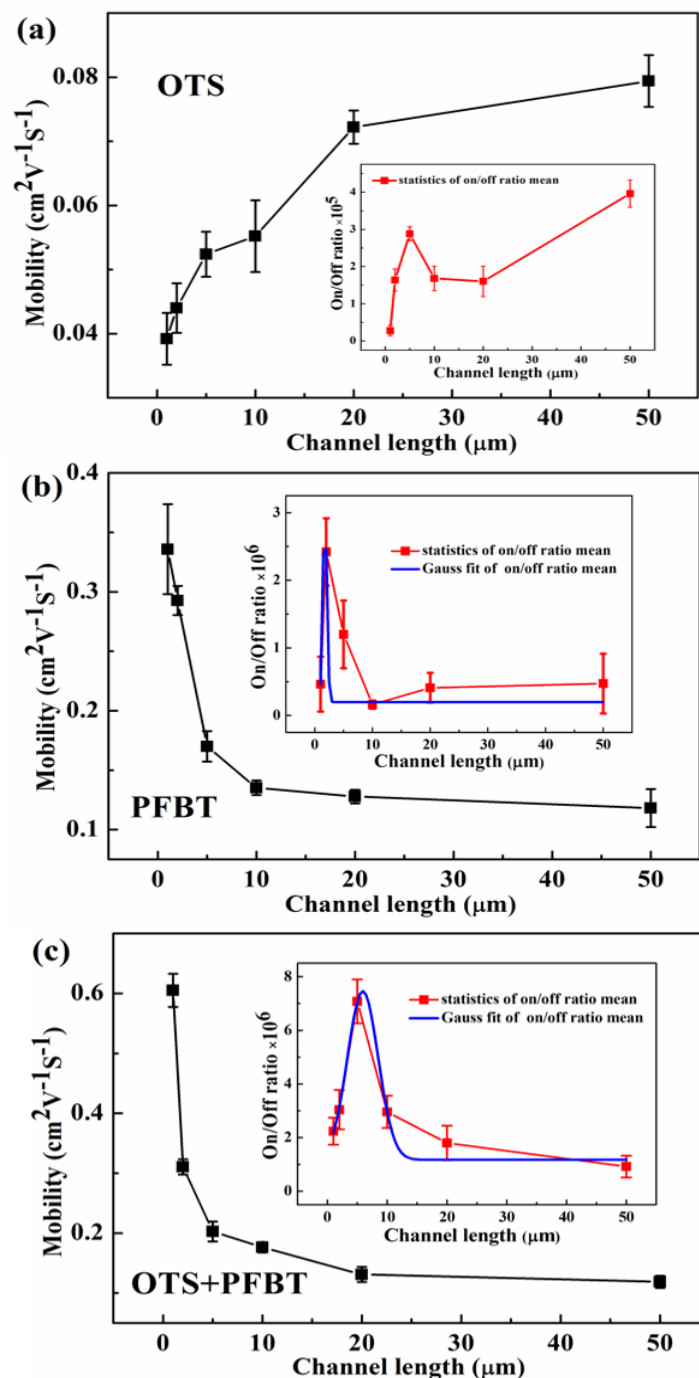 (a)
OTS
Mobility (cm²V⁻¹S⁻¹)
0.08
0.06
0.04
0 10 20 30 40 50
Channel length (μm)
statistics of on/off ratio mean
On/Off ratio ×10⁵
4
3
2
1
0
0 10 20 30 40 50
Channel length (μm)
(b)
PFBT
Mobility (cm²V⁻¹S⁻¹)
0.4
0.3
0.2
0.1
0 10 20 30 40 50
Channel length (μm)
statistics of on/off ratio mean
Gauss fit of on/off ratio mean
On/Off ratio ×10⁶
3
2
1
0
0 10 20 30 40 50
Channel length (μm)
(c)
OTS+PFBT
Mobility (cm²V⁻¹S⁻¹)
0.6
0.4
0.2
0 10 20 30 40 50
Channel length (μm)
statistics of on/off ratio mean
Gauss fit of on/off ratio mean
On/Off ratio ×10⁶
8
6
4
2
0
0 10 20 30 40 50
Channel length (μm)